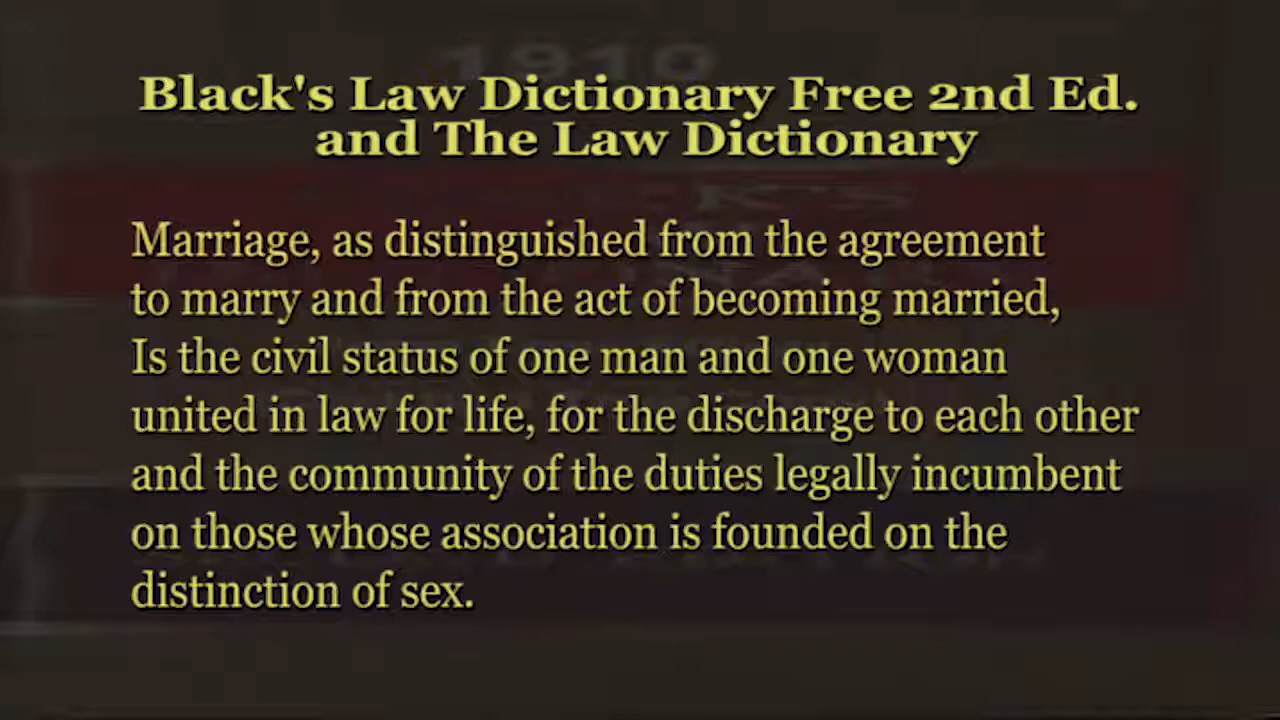 1910
Black's Law Dictionary Free 2nd Ed.
and The Law Dictionary
Marriage, as distinguished from the agreement
to marry and from the act of becoming married,
Is the civil status of one man and one woman
united in law for life, for the discharge to each other
and the community of the duties legally incumbent
on those whose association is founded on the
distinction of sex.